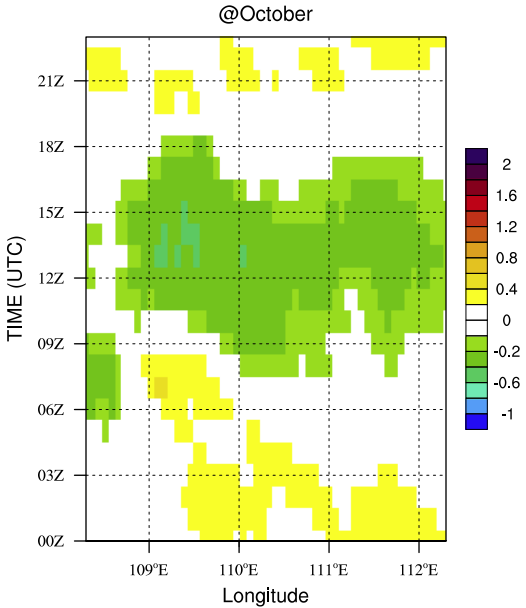 @October
21Z
18Z
15Z
12Z
09Z
06Z
03Z
00Z
TIME (UTC)
109°E 110°E 111°E 112°E
Longitude
2
1.6
1.2
0.8
0.4
0
-0.2
-0.6
-1